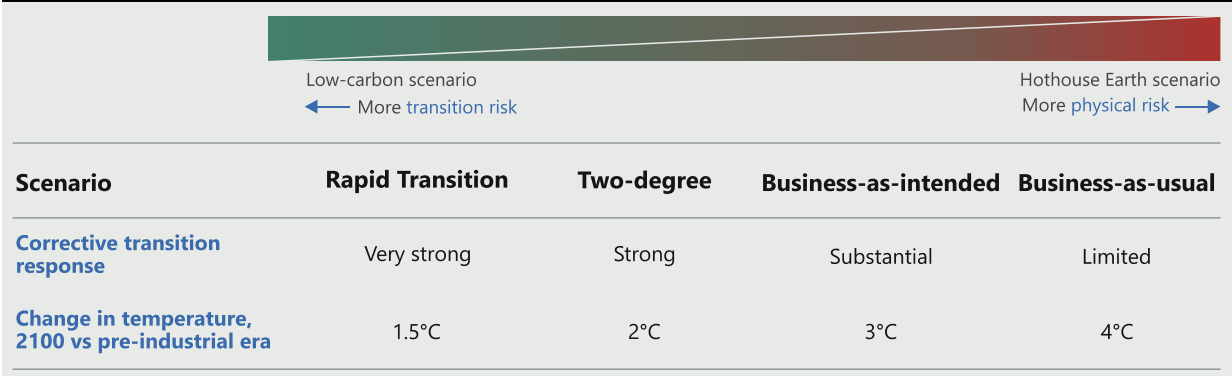 Low-carbon scenario
Hothouse Earth scenario
More transition risk
More physical risk
Scenario
Rapid Transition
Two-degree
Business-as-intended
Business-as-usual
Corrective transition
response
Very strong
Strong
Substantial
Limited
Change in temperature,
2100 vs pre-industrial era
1.5°C
2°C
3°C
4°C